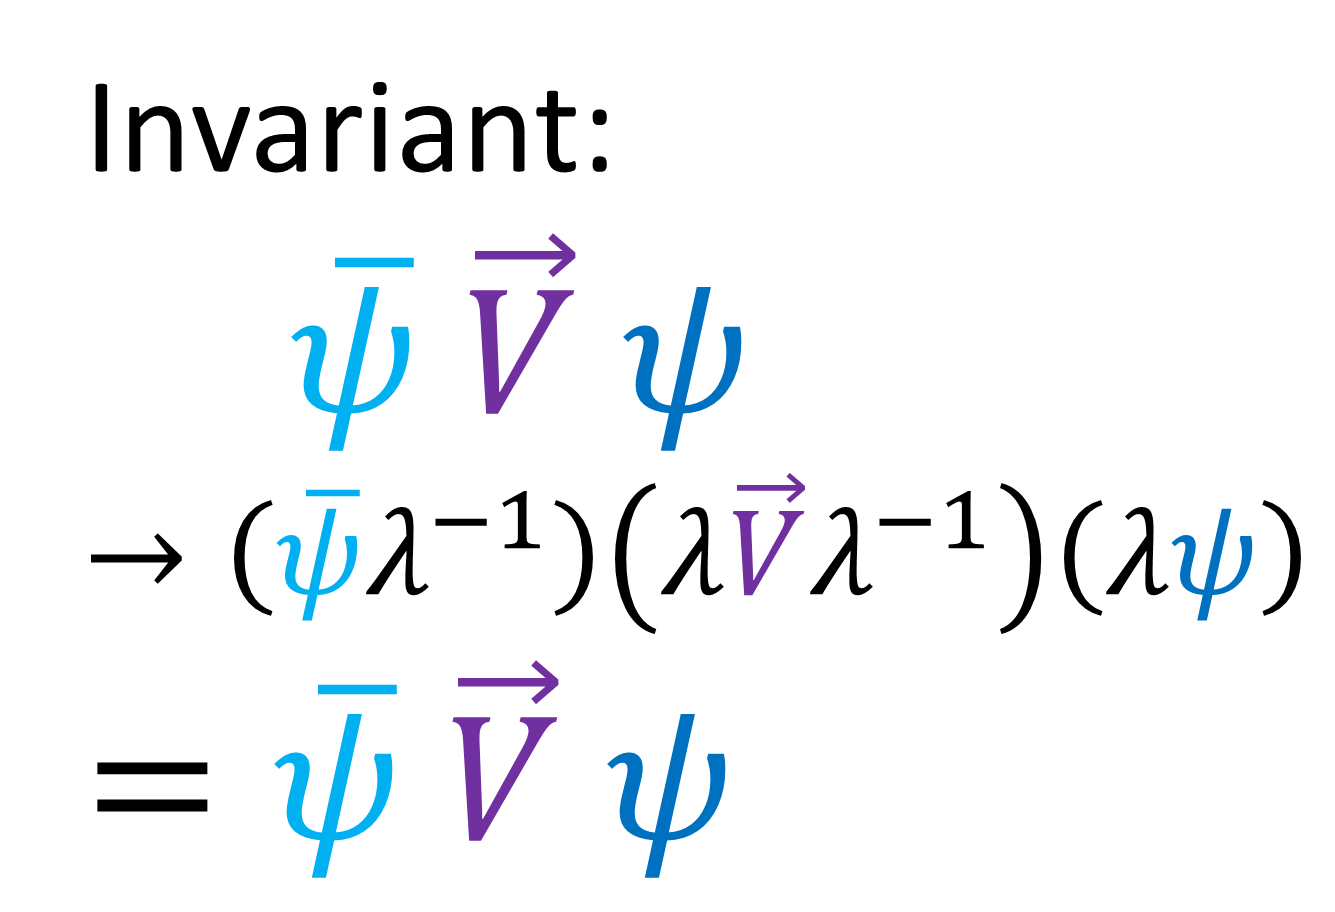 Invariant:
ψ̅ V⃗ ψ
→ (ψ̅λ⁻¹)(λV⃗λ⁻¹)(λψ)
= ψ̅ V⃗ ψ